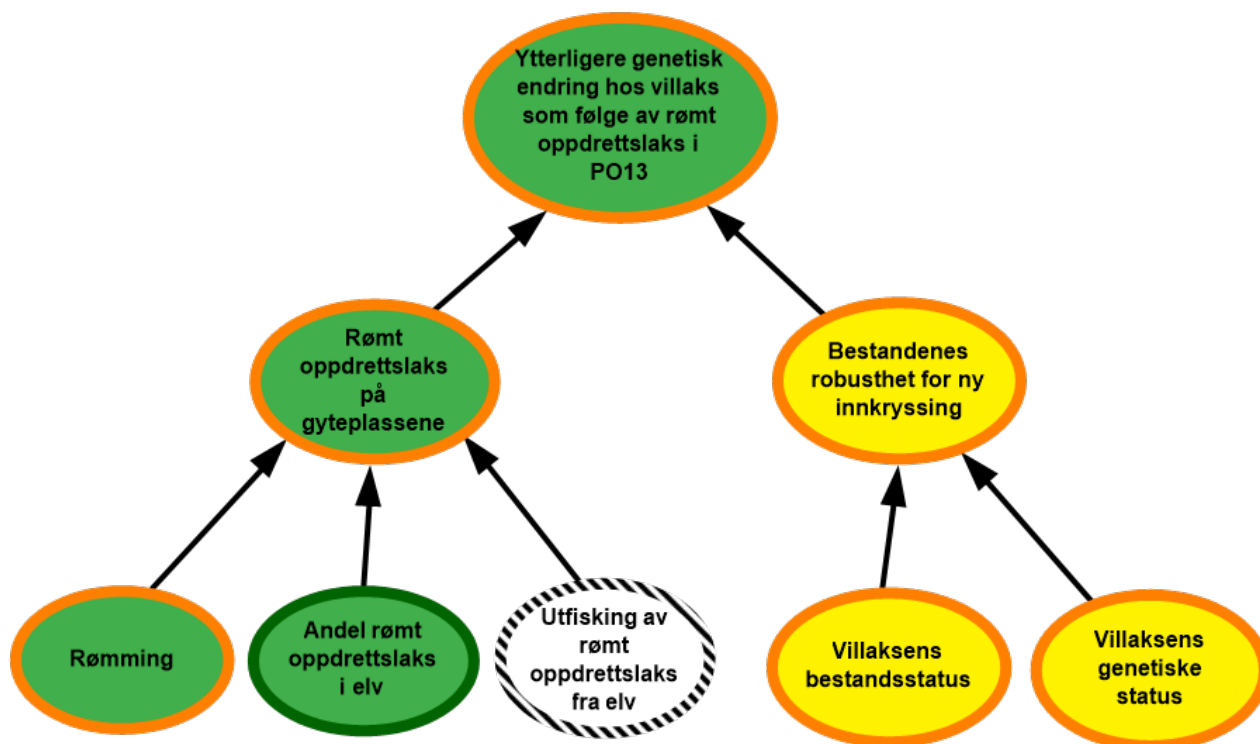 Ytterligere genetisk
endring hos villaks
som følge av rømt
oppdrettslaks i
PO13
Rømt
oppdrettslaks
på
gyteplassene
Bestandenes
robusthet for ny
innkryssing
Rømming
Andel rømt
oppdrettslaks
i elv
Utfisking av
rømt
oppdrettslaks
fra elv
Villaksens
bestandsstatus
Villaksens
genetiske
status